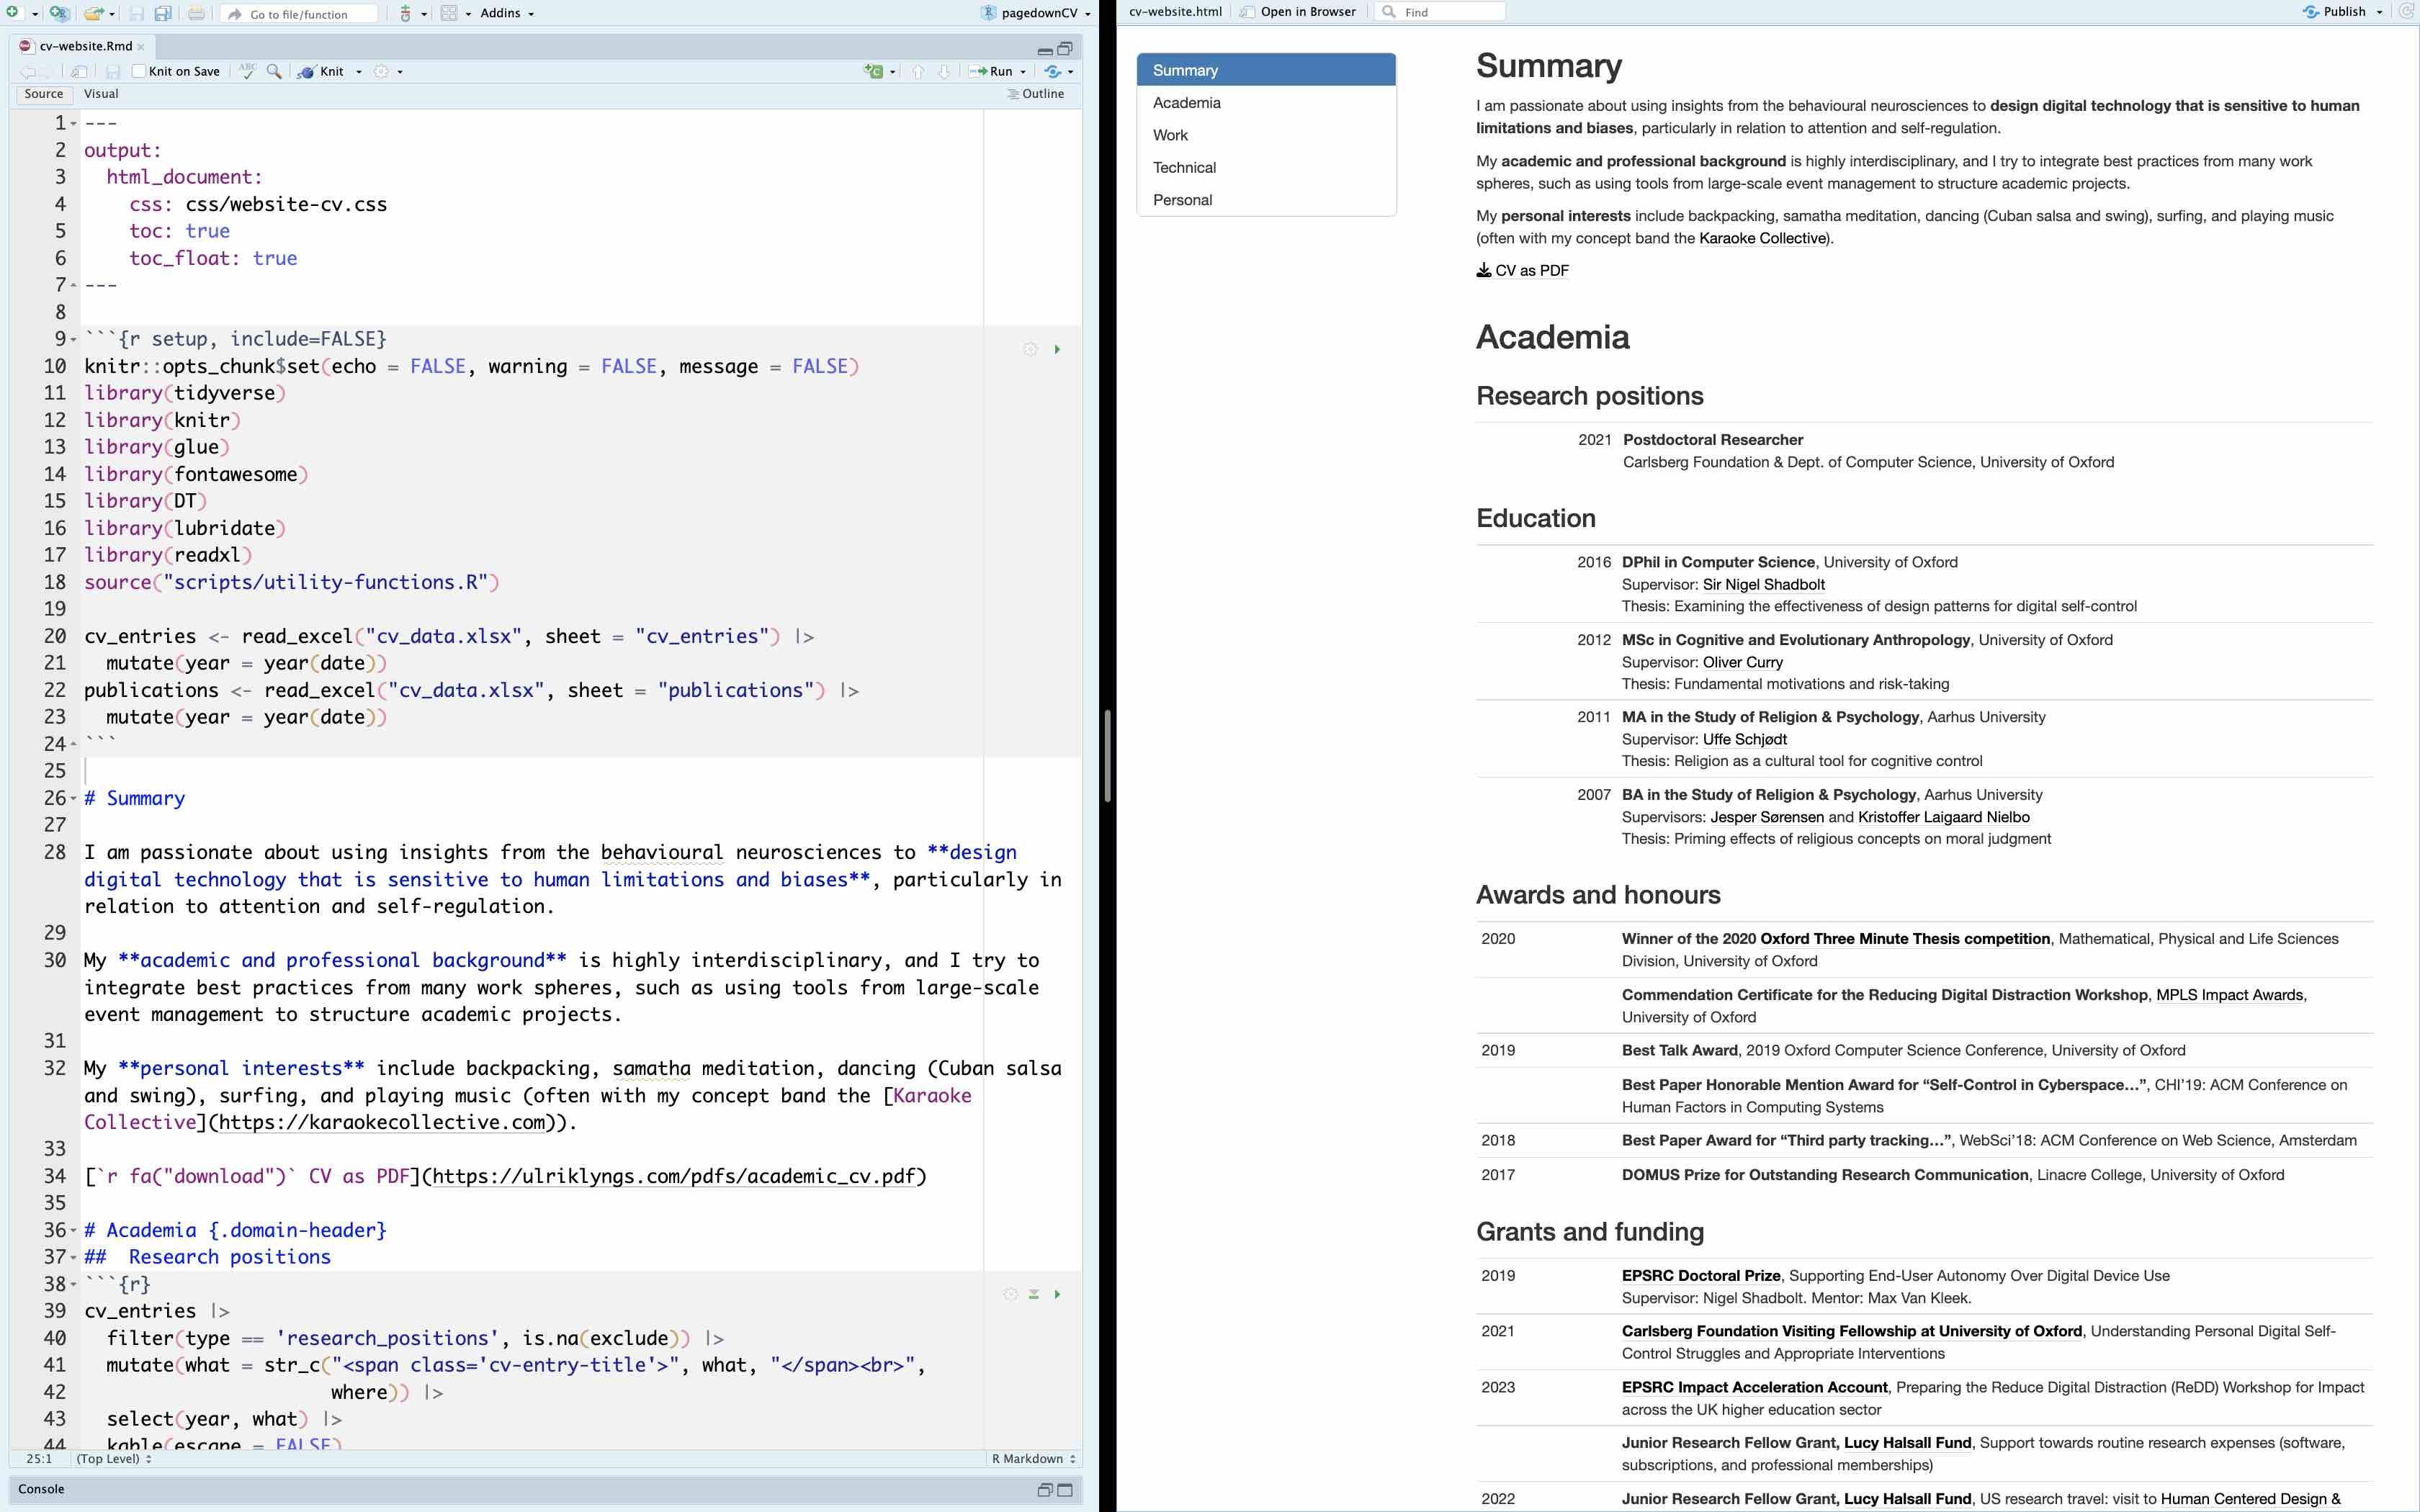 Go to file/function
Addins
pagedownCV
cv-website.Rmd
Knit on Save
ABC
Knit
Run
Source
Visual
Outline
1 ---
2 output:
3   html_document:
4     css: css/website-cv.css
5     toc: true
6     toc_float: true
7 ---
8
9 ```{r setup, include=FALSE}
10 knitr::opts_chunk$set(echo = FALSE, warning = FALSE, message = FALSE)
11 library(tidyverse)
12 library(knitr)
13 library(glue)
14 library(fontawesome)
15 library(DT)
16 library(lubridate)
17 library(readxl)
18 source("scripts/utility-functions.R")
19
20 cv_entries <- read_excel("cv_data.xlsx", sheet = "cv_entries") |>
21   mutate(year = year(date))
22 publications <- read_excel("cv_data.xlsx", sheet = "publications") |>
23   mutate(year = year(date))
24 ```
25
26 # Summary
27
28 I am passionate about using insights from the behavioural neurosciences to **design
digital technology that is sensitive to human limitations and biases**, particularly in
relation to attention and self-regulation.
29
30 My **academic and professional background** is highly interdisciplinary, and I try to
integrate best practices from many work spheres, such as using tools from large-scale
event management to structure academic projects.
31
32 My **personal interests** include backpacking, samatha meditation, dancing (Cuban salsa
and swing), surfing, and playing music (often with my concept band the [Karaoke
Collective](https://karaokecollective.com)).
33
34 [`r fa("download")` CV as PDF](https://ulriklyngs.com/pdfs/academic_cv.pdf)
35
36 # Academia {.domain-header}
37 ##  Research positions
38 ```{r}
39 cv_entries |>
40   filter(type == 'research_positions', is.na(exclude)) |>
41   mutate(what = str_c("<span class='cv-entry-title'>", what, "</span><br>",
42                       where)) |>
43   select(year, what) |>
44   kable(escape = FALSE)
25:1
(Top Level)
R Markdown
Console
cv-website.html
Open in Browser
Find
Publish
Summary
Academia
Work
Technical
Personal
Summary
I am passionate about using insights from the behavioural neurosciences to design digital technology that is sensitive to human
limitations and biases, particularly in relation to attention and self-regulation.
My academic and professional background is highly interdisciplinary, and I try to integrate best practices from many work
spheres, such as using tools from large-scale event management to structure academic projects.
My personal interests include backpacking, samatha meditation, dancing (Cuban salsa and swing), surfing, and playing music
(often with my concept band the Karaoke Collective).
CV as PDF
Academia
Research positions
2021 Postdoctoral Researcher
Carlsberg Foundation & Dept. of Computer Science, University of Oxford
Education
2016 DPhil in Computer Science, University of Oxford
Supervisor: Sir Nigel Shadbolt
Thesis: Examining the effectiveness of design patterns for digital self-control
2012 MSc in Cognitive and Evolutionary Anthropology, University of Oxford
Supervisor: Oliver Curry
Thesis: Fundamental motivations and risk-taking
2011 MA in the Study of Religion & Psychology, Aarhus University
Supervisor: Uffe Schjødt
Thesis: Religion as a cultural tool for cognitive control
2007 BA in the Study of Religion & Psychology, Aarhus University
Supervisors: Jesper Sørensen and Kristoffer Laigaard Nielbo
Thesis: Priming effects of religious concepts on moral judgment
Awards and honours
2020 Winner of the 2020 Oxford Three Minute Thesis competition, Mathematical, Physical and Life Sciences
Division, University of Oxford
Commendation Certificate for the Reducing Digital Distraction Workshop, MPLS Impact Awards,
University of Oxford
2019 Best Talk Award, 2019 Oxford Computer Science Conference, University of Oxford
Best Paper Honorable Mention Award for “Self-Control in Cyberspace...”, CHI’19: ACM Conference on
Human Factors in Computing Systems
2018 Best Paper Award for “Third party tracking...”, WebSci’18: ACM Conference on Web Science, Amsterdam
2017 DOMUS Prize for Outstanding Research Communication, Linacre College, University of Oxford
Grants and funding
2019 EPSRC Doctoral Prize, Supporting End-User Autonomy Over Digital Device Use
Supervisor: Nigel Shadbolt. Mentor: Max Van Kleek.
2021 Carlsberg Foundation Visiting Fellowship at University of Oxford, Understanding Personal Digital Self-
Control Struggles and Appropriate Interventions
2023 EPSRC Impact Acceleration Account, Preparing the Reduce Digital Distraction (ReDD) Workshop for Impact
across the UK higher education sector
Junior Research Fellow Grant, Lucy Halsall Fund, Support towards routine research expenses (software,
subscriptions, and professional memberships)
2022 Junior Research Fellow Grant, Lucy Halsall Fund, US research travel: visit to Human Centered Design &